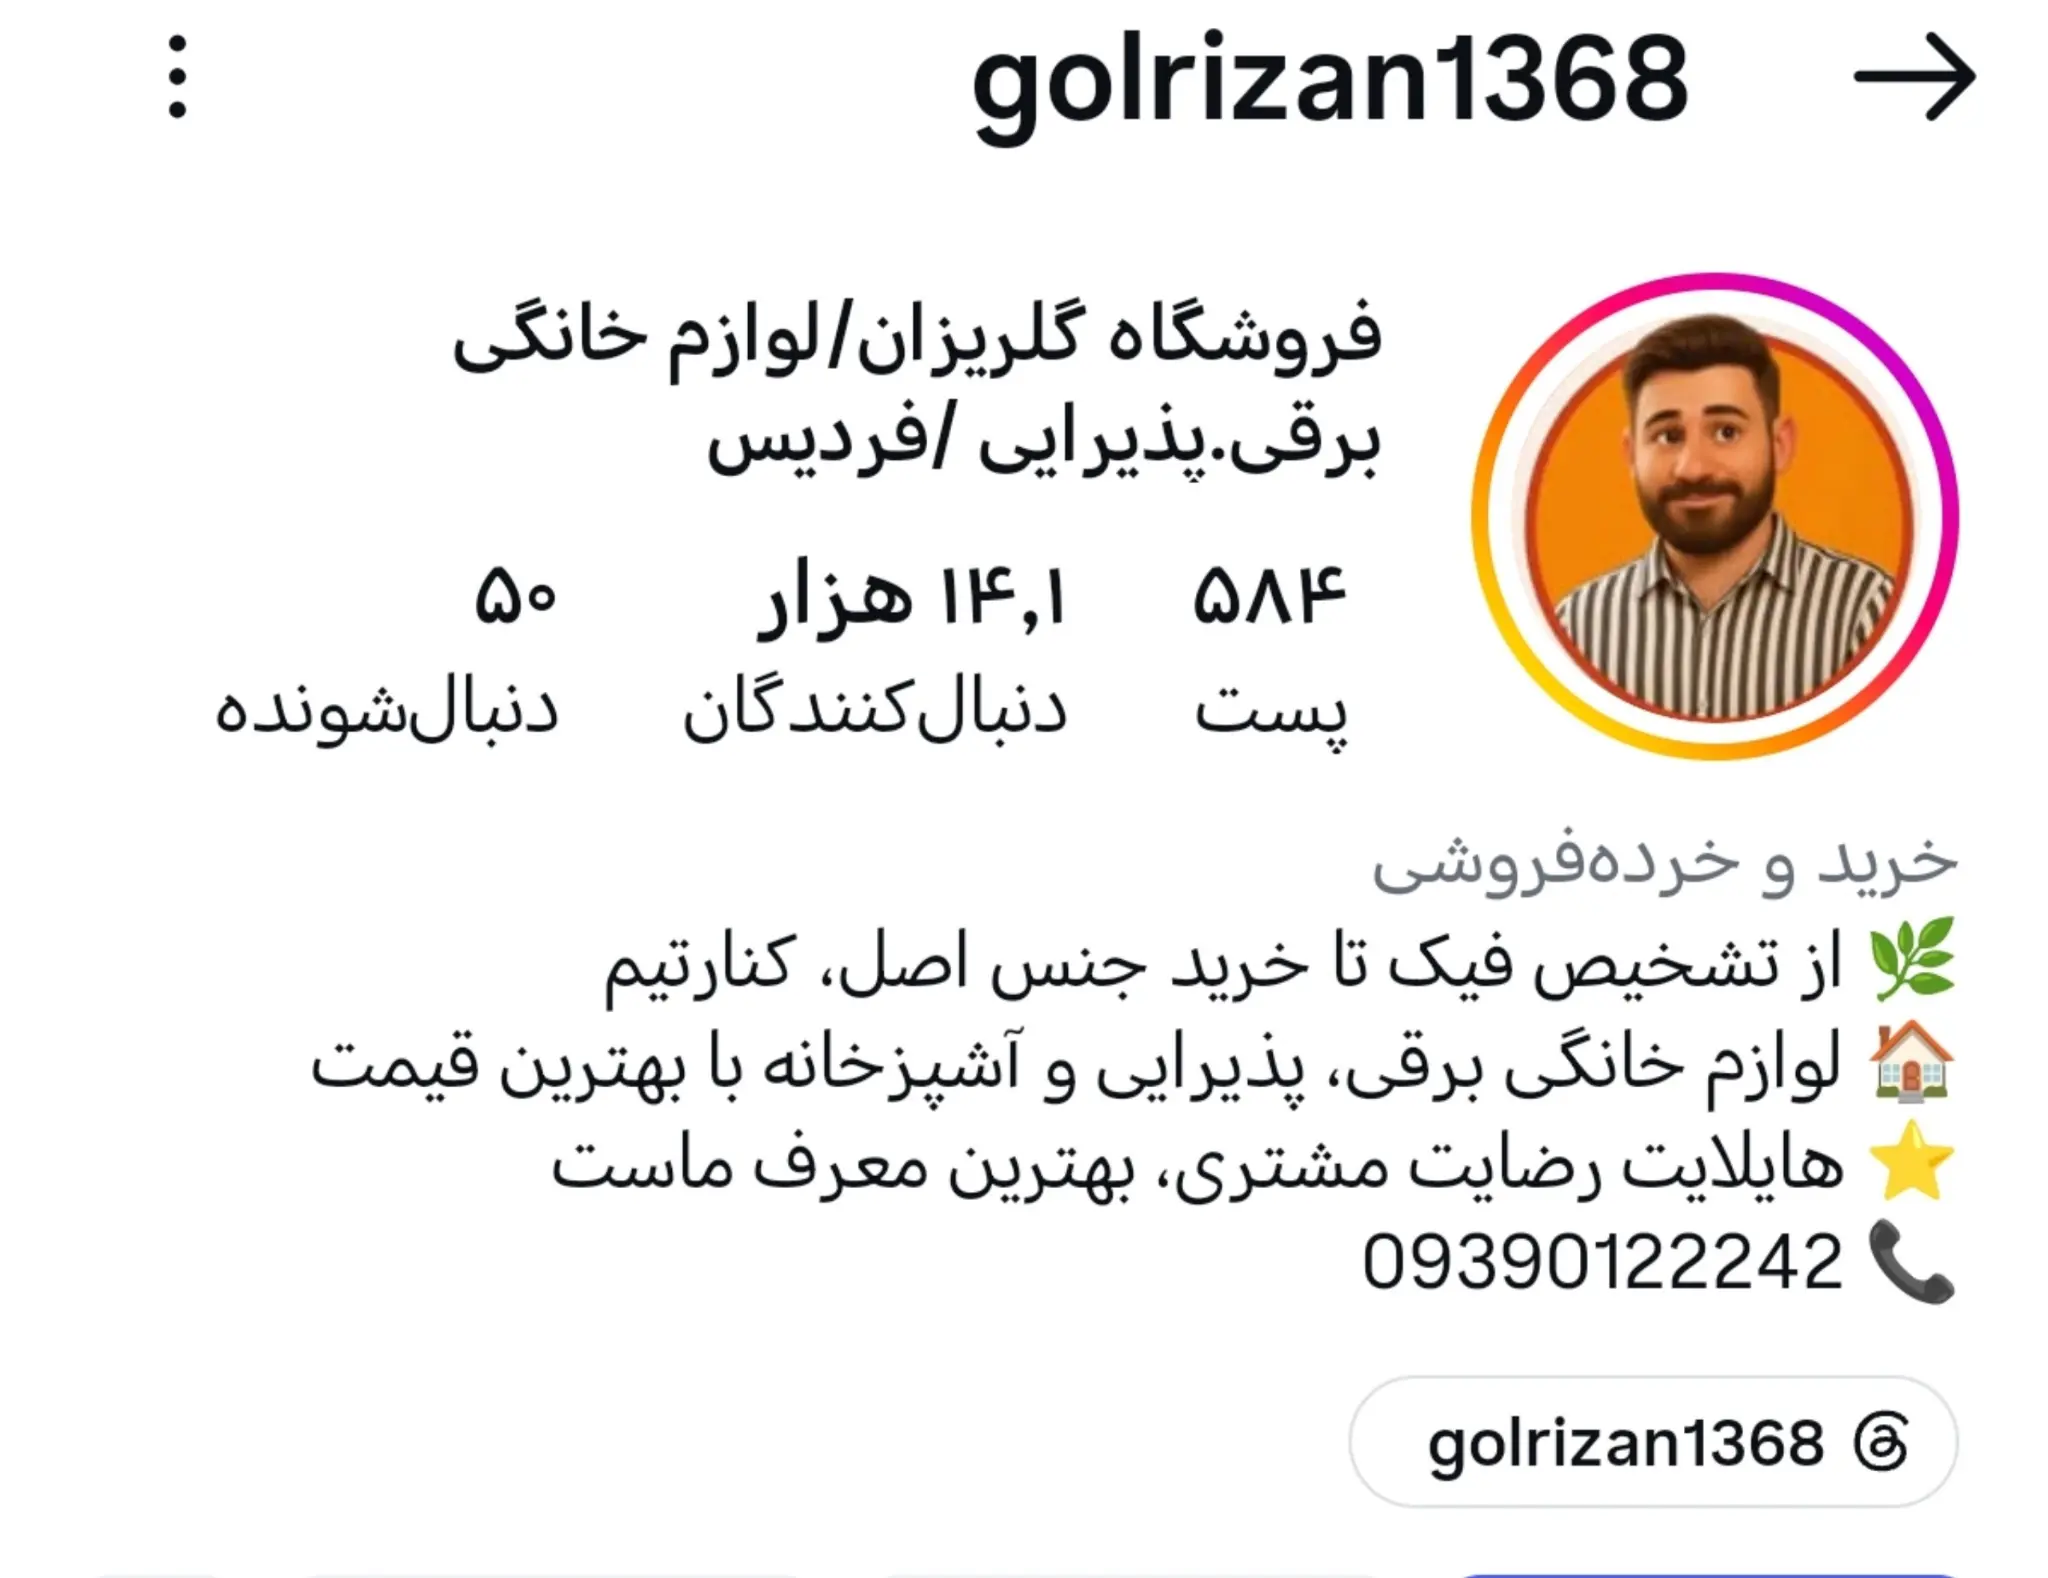 golrizan1368
فروشگاه گلریزان/لوازم خانگی
برقی.پذیرایی /فردیس
۵۸۴ ۱۴,۱ هزار ۵۰
پست دنبال‌کنندگان دنبال‌شونده
خرید و خرده‌فروشی
🌿 از تشخیص فیک تا خرید جنس اصل، کنارتیم
🏠 لوازم خانگی برقی، پذیرایی و آشپزخانه با بهترین قیمت
⭐ هایلایت رضایت مشتری، بهترین معرف ماست
📞 09390122242
golrizan1368